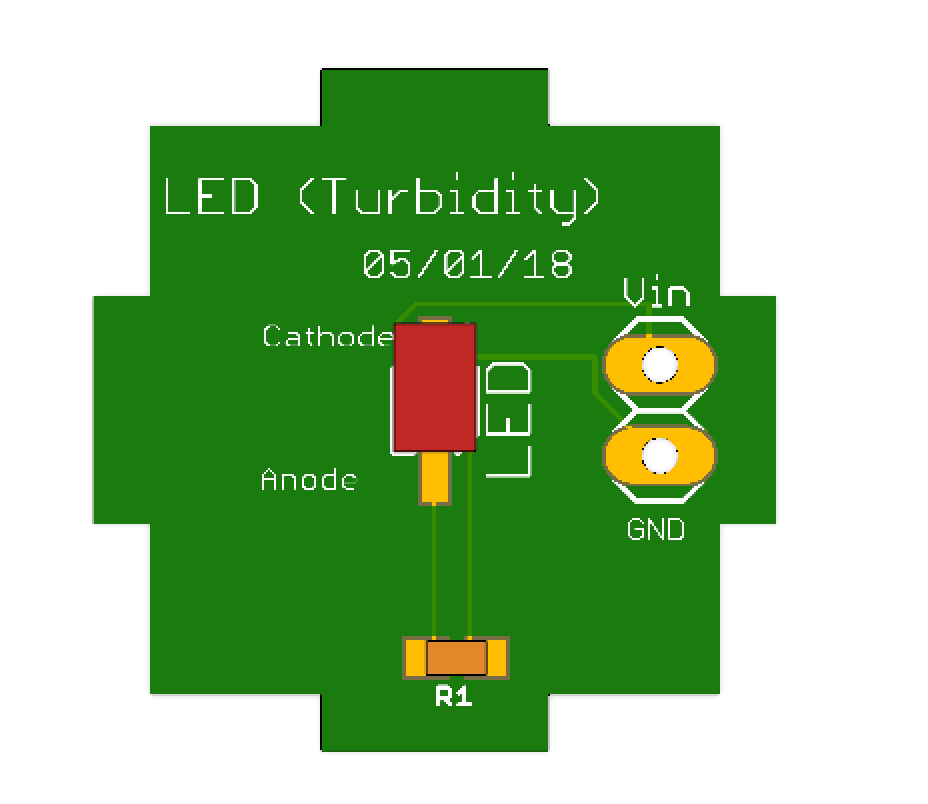 LED (Turbidity)
05/01/18
Vin
Cathode
LED
Anode
GND
R1